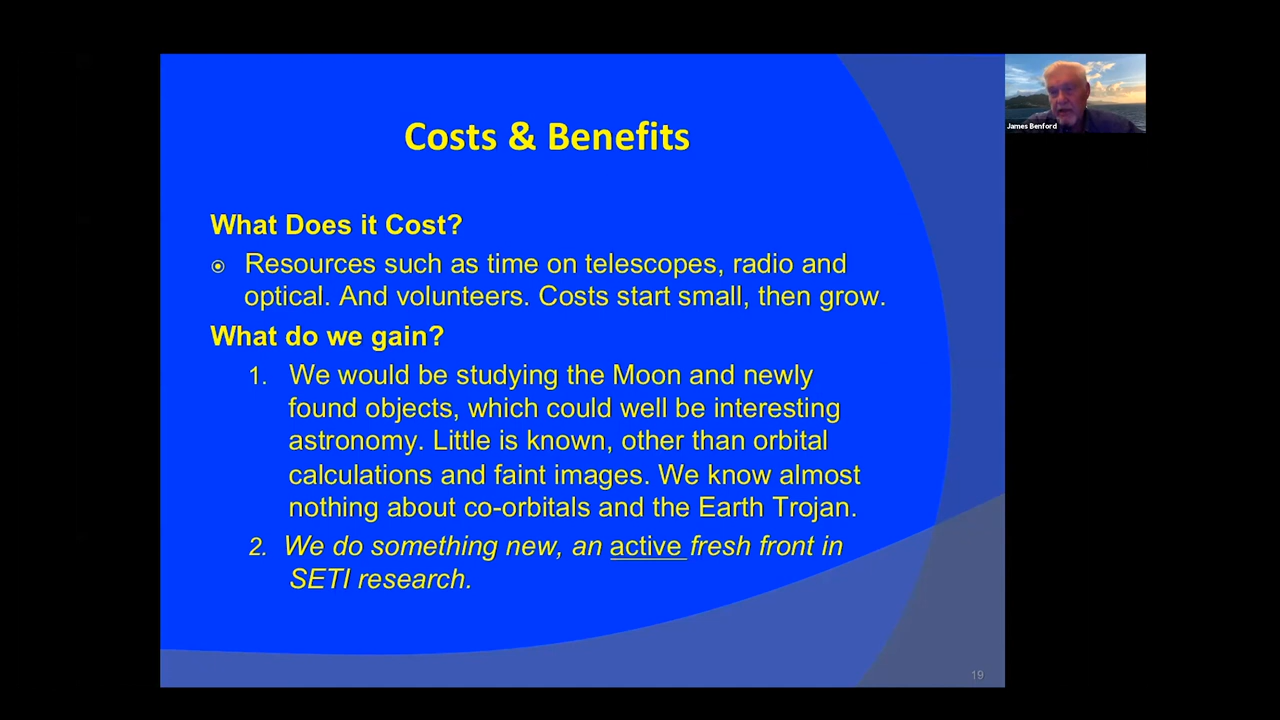 Costs & Benefits
James Benford
What Does it Cost?
Resources such as time on telescopes, radio and
optical. And volunteers. Costs start small, then grow.
What do we gain?
1. We would be studying the Moon and newly
found objects, which could well be interesting
astronomy. Little is known, other than orbital
calculations and faint images. We know almost
nothing about co-orbitals and the Earth Trojan.
2. We do something new, an active fresh front in
SETI research.
19